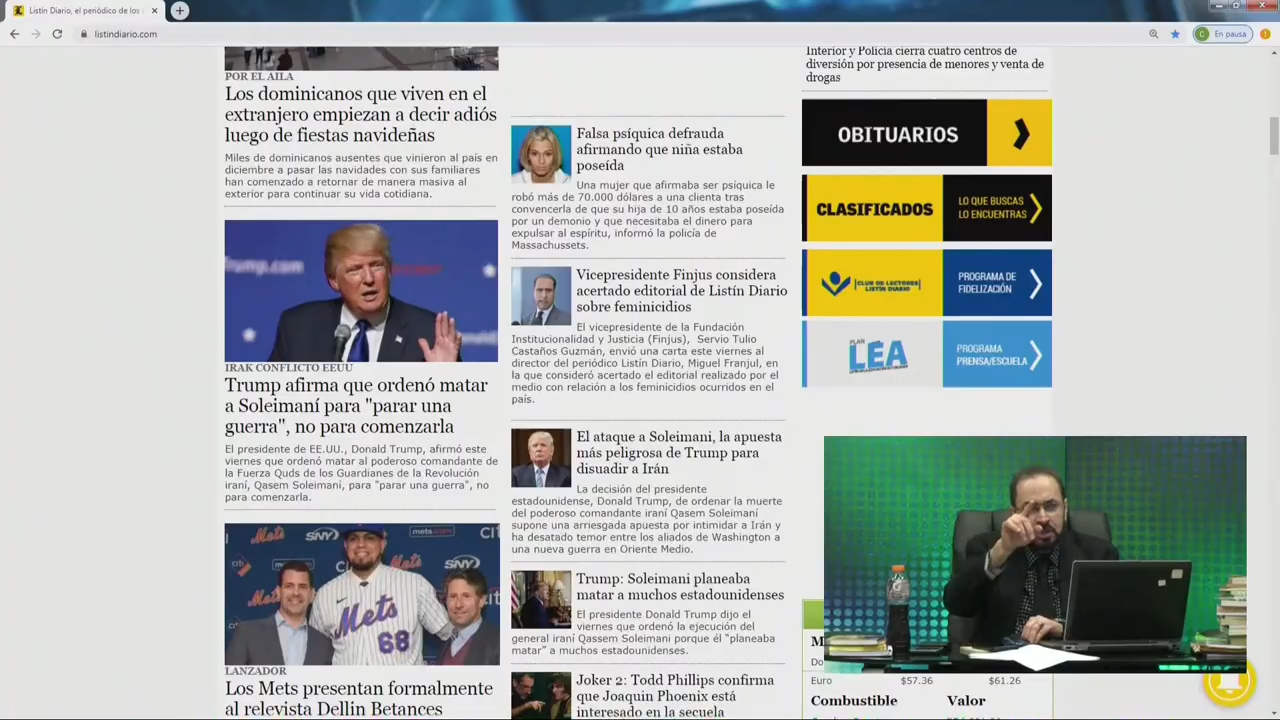 Listín Diario, el periódico de los
listindiario.com
En pausa
POR EL AILA
Los dominicanos que viven en el
extranjero empiezan a decir adiós
luego de fiestas navideñas
Miles de dominicanos ausentes que vinieron al país en
diciembre a pasar las navidades con sus familiares
han comenzado a retornar de manera masiva al
exterior para continuar su vida cotidiana.
Trump.com
IRAK CONFLICTO EEUU
Trump afirma que ordenó matar
a Soleimaní para "parar una
guerra", no para comenzarla
El presidente de EE.UU., Donald Trump, afirmó este
viernes que ordenó matar al poderoso comandante de
la Fuerza Quds de los Guardianes de la Revolución
iraní, Qasem Soleimani, para "parar una guerra", no
para comenzarla.
Mets
SNY
mets.com
citi
Mets
SNY
Mets
68
LANZADOR
Los Mets presentan formalmente
al relevista Dellin Betances
Falsa psíquica defrauda
afirmando que niña estaba
poseída
Una mujer que afirmaba ser psíquica le
robó más de 70.000 dólares a una clienta tras
convencerla de que su hija de 10 años estaba poseída
por un demonio y que necesitaba el dinero para
expulsar al espíritu, informó la policía de
Massachussets.
Vicepresidente Finjus considera
acertado editorial de Listín Diario
sobre feminicidios
El vicepresidente de la Fundación
Institucionalidad y Justicia (Finjus), Servio Tulio
Castaños Guzmán, envió una carta este viernes al
director del periódico Listín Diario, Miguel Franjul, en
la que consideró acertado el editorial realizado por el
medio con relación a los feminicidios ocurridos en el
país.
El ataque a Soleimani, la apuesta
más peligrosa de Trump para
disuadir a Irán
La decisión del presidente
estadounidense, Donald Trump, de ordenar la muerte
del poderoso comandante iraní Qasem Soleimani
supone una arriesgada apuesta por intimidar a Irán y
ha desatado temor entre los aliados de Washington a
una nueva guerra en Oriente Medio.
Trump: Soleimani planeaba
matar a muchos estadounidenses
El presidente Donald Trump dijo el
viernes que ordenó la ejecución del
general iraní Qassem Soleimani porque él "planeaba
matar" a muchos estadounidenses.
Joker 2: Todd Phillips confirma
que Joaquin Phoenix está
interesado en la secuela
Interior y Policía cierra cuatro centros de
diversión por presencia de menores y venta de
drogas
OBITUARIOS
CLASIFICADOS
LO QUE BUSCAS
LO ENCUENTRAS
CLUB DE LECTORES
LISTÍN DIARIO
PROGRAMA DE
FIDELIZACIÓN
PLAN
LEA
PROGRAMA
PRENSA/ESCUELA
Euro $57.36 $61.26
Combustible Valor